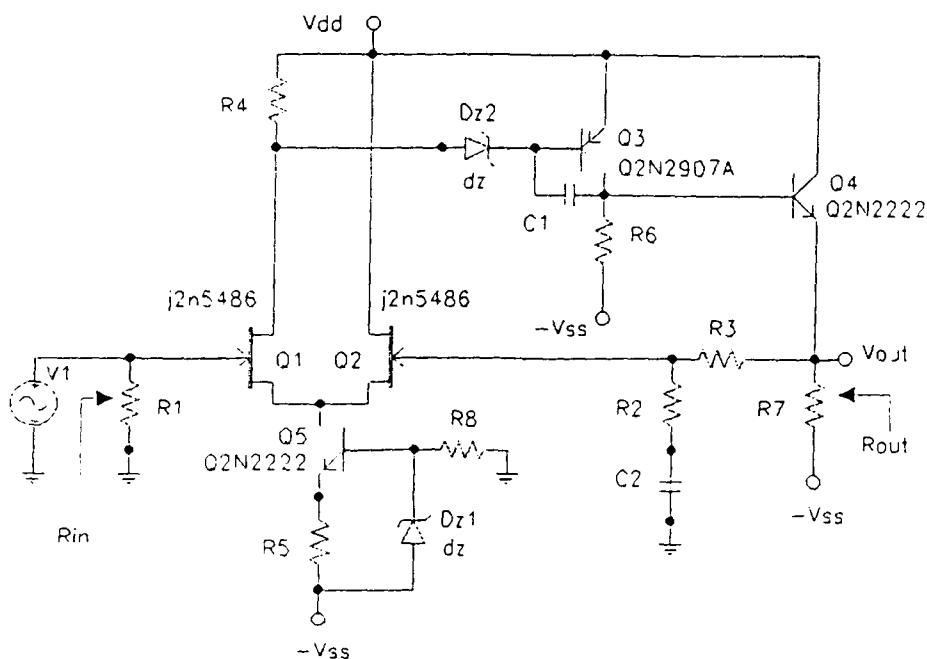 Vdd
R4
Dz2
dz
Q3
Q2N2907A
Q4
Q2N2222
C1
R6
-Vss
j2n5486
j2n5486
R3
Vout
V1
Q1
Q2
R1
R2
R7
Rout
Q5
Q2N2222
R8
C2
-Vss
Rin
R5
Dz1
dz
-Vss